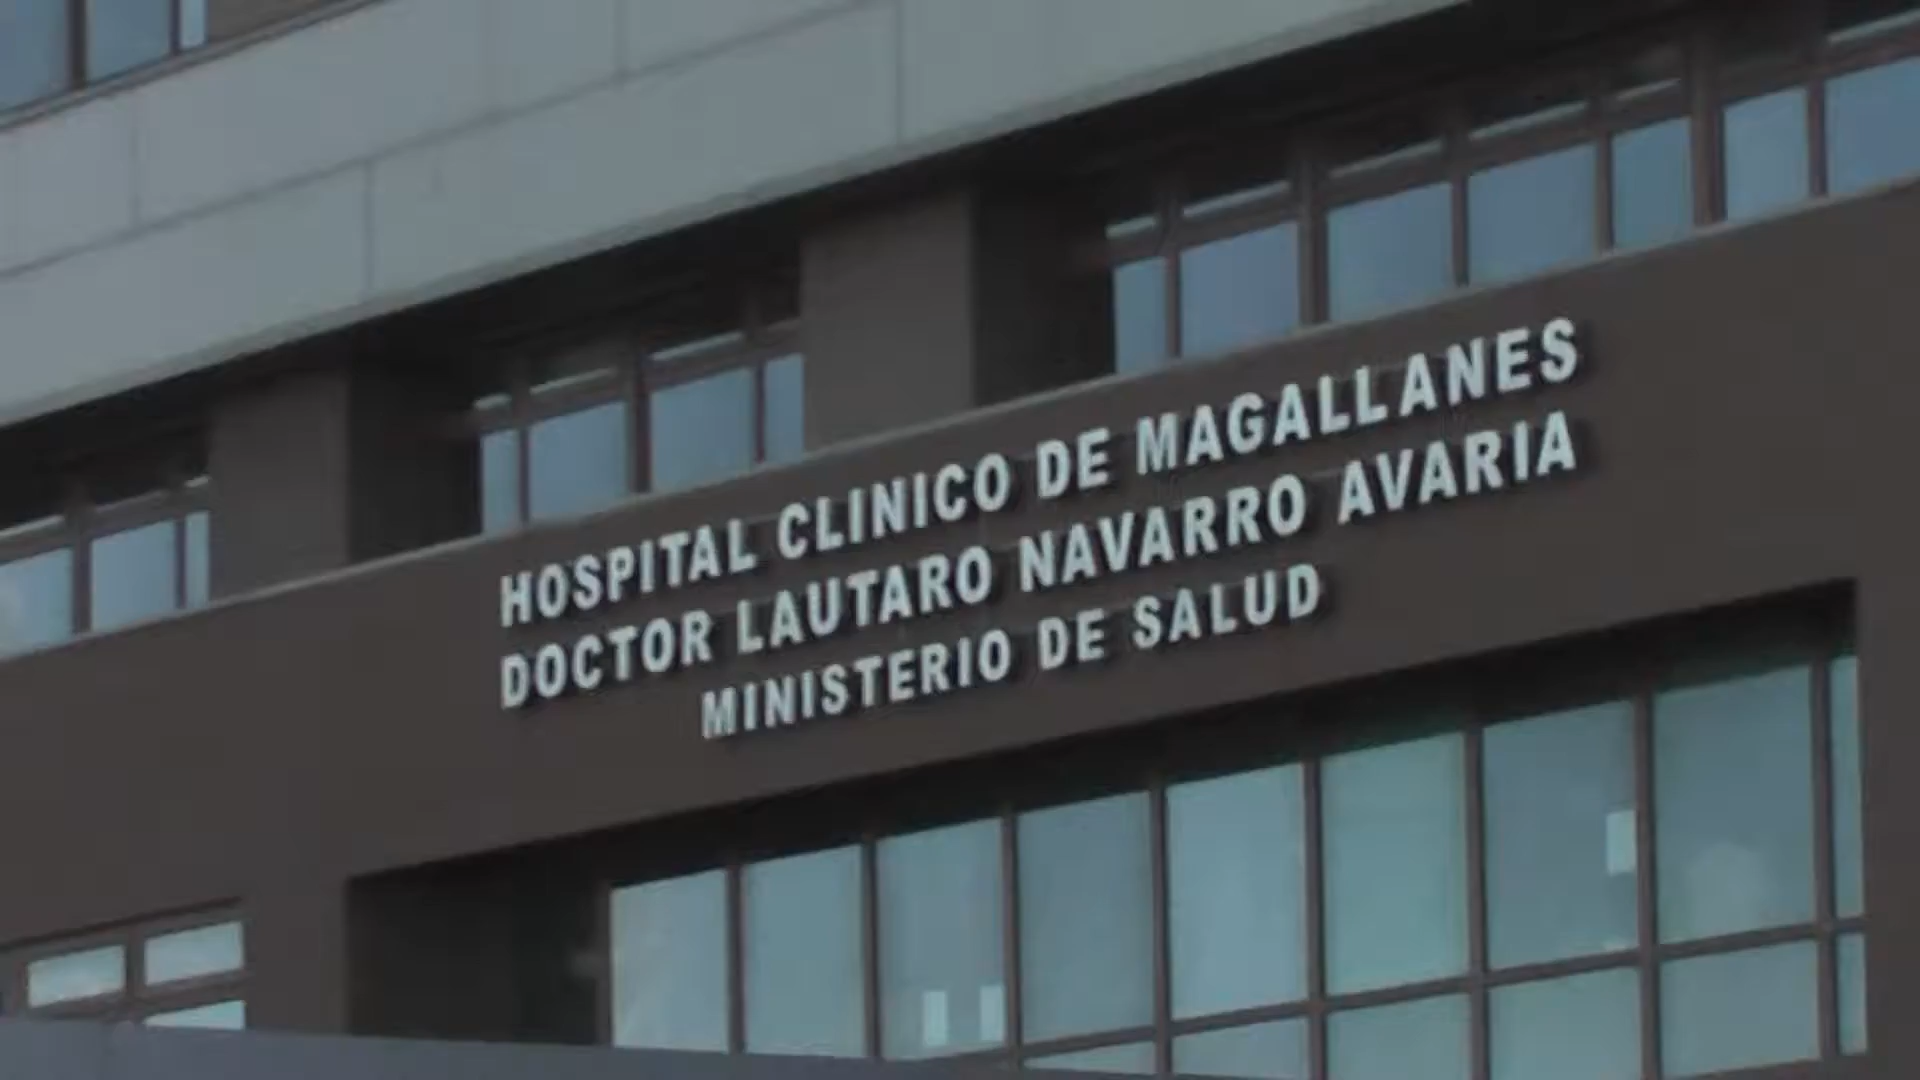 HOSPITAL CLINICO DE MAGALLANES
DOCTOR LAUTARO NAVARRO AVARIA
MINISTERIO DE SALUD